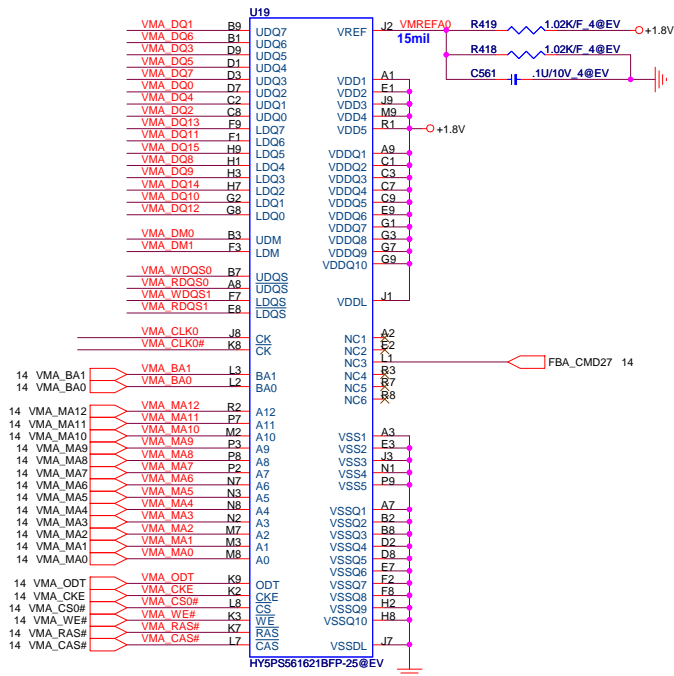 U19
VMA_DQ1 B9 UDQ7 VREF J2 VMREFA0 R419 1.02K/F_4@EV +1.8V
VMA_DQ6 B1 UDQ6 15mil
VMA_DQ3 D9 UDQ5 R418 1.02K/F_4@EV
VMA_DQ5 D1 UDQ4
VMA_DQ7 D3 UDQ3 VDD1 A1 C561 .1U/10V_4@EV
VMA_DQ0 D7 UDQ2 VDD2 E1
VMA_DQ4 C2 UDQ1 VDD3 J9
VMA_DQ2 C8 UDQ0 VDD4 M9
VMA_DQ13 F9 LDQ7 VDD5 R1 +1.8V
VMA_DQ11 F1 LDQ6
VMA_DQ15 H9 LDQ5 VDDQ1 A9
VMA_DQ8 H1 LDQ4 VDDQ2 C1
VMA_DQ9 H3 LDQ3 VDDQ3 C3
VMA_DQ14 H7 LDQ2 VDDQ4 C7
VMA_DQ10 G2 LDQ1 VDDQ5 C9
VMA_DQ12 G8 LDQ0 VDDQ6 E9
VDDQ7 G1
VMA_DM0 B3 UDM VDDQ8 G3
VMA_DM1 F3 LDM VDDQ9 G7
VDDQ10 G9
VMA_WDQS0 B7 UDQS
VMA_RDQS0 A8 UDQS
VMA_WDQS1 F7 LDQS VDDL J1
VMA_RDQS1 E8 LDQS
VMA_CLK0 J8 CK NC1 A2
VMA_CLK0# K8 CK NC2 E2
NC3 L1 FBA_CMD27 14
14 VMA_BA1 VMA_BA1 L3 BA1 NC4 R3
14 VMA_BA0 VMA_BA0 L2 BA0 NC5 R7
NC6 R8
14 VMA_MA12 VMA_MA12 R2 A12
14 VMA_MA11 VMA_MA11 P7 A11
14 VMA_MA10 VMA_MA10 M2 A10 VSS1 A3
14 VMA_MA9 VMA_MA9 P3 A9 VSS2 E3
14 VMA_MA8 VMA_MA8 P8 A8 VSS3 J3
14 VMA_MA7 VMA_MA7 P2 A7 VSS4 N1
14 VMA_MA6 VMA_MA6 N7 A6 VSS5 P9
14 VMA_MA5 VMA_MA5 N3 A5
14 VMA_MA4 VMA_MA4 N8 A4 VSSQ1 A7
14 VMA_MA3 VMA_MA3 N2 A3 VSSQ2 B2
14 VMA_MA2 VMA_MA2 M7 A2 VSSQ3 B8
14 VMA_MA1 VMA_MA1 M3 A1 VSSQ4 D2
14 VMA_MA0 VMA_MA0 M8 A0 VSSQ5 D8
VSSQ6 E7
14 VMA_ODT VMA_ODT K9 ODT VSSQ7 F2
14 VMA_CKE VMA_CKE K2 CKE VSSQ8 F8
14 VMA_CS0# VMA_CS0# L8 CS VSSQ9 H2
14 VMA_WE# VMA_WE# K3 WE VSSQ10 H8
14 VMA_RAS# VMA_RAS# K7 RAS
14 VMA_CAS# VMA_CAS# L7 CAS VSSDL J7
HY5PS561621BFP-25@EV